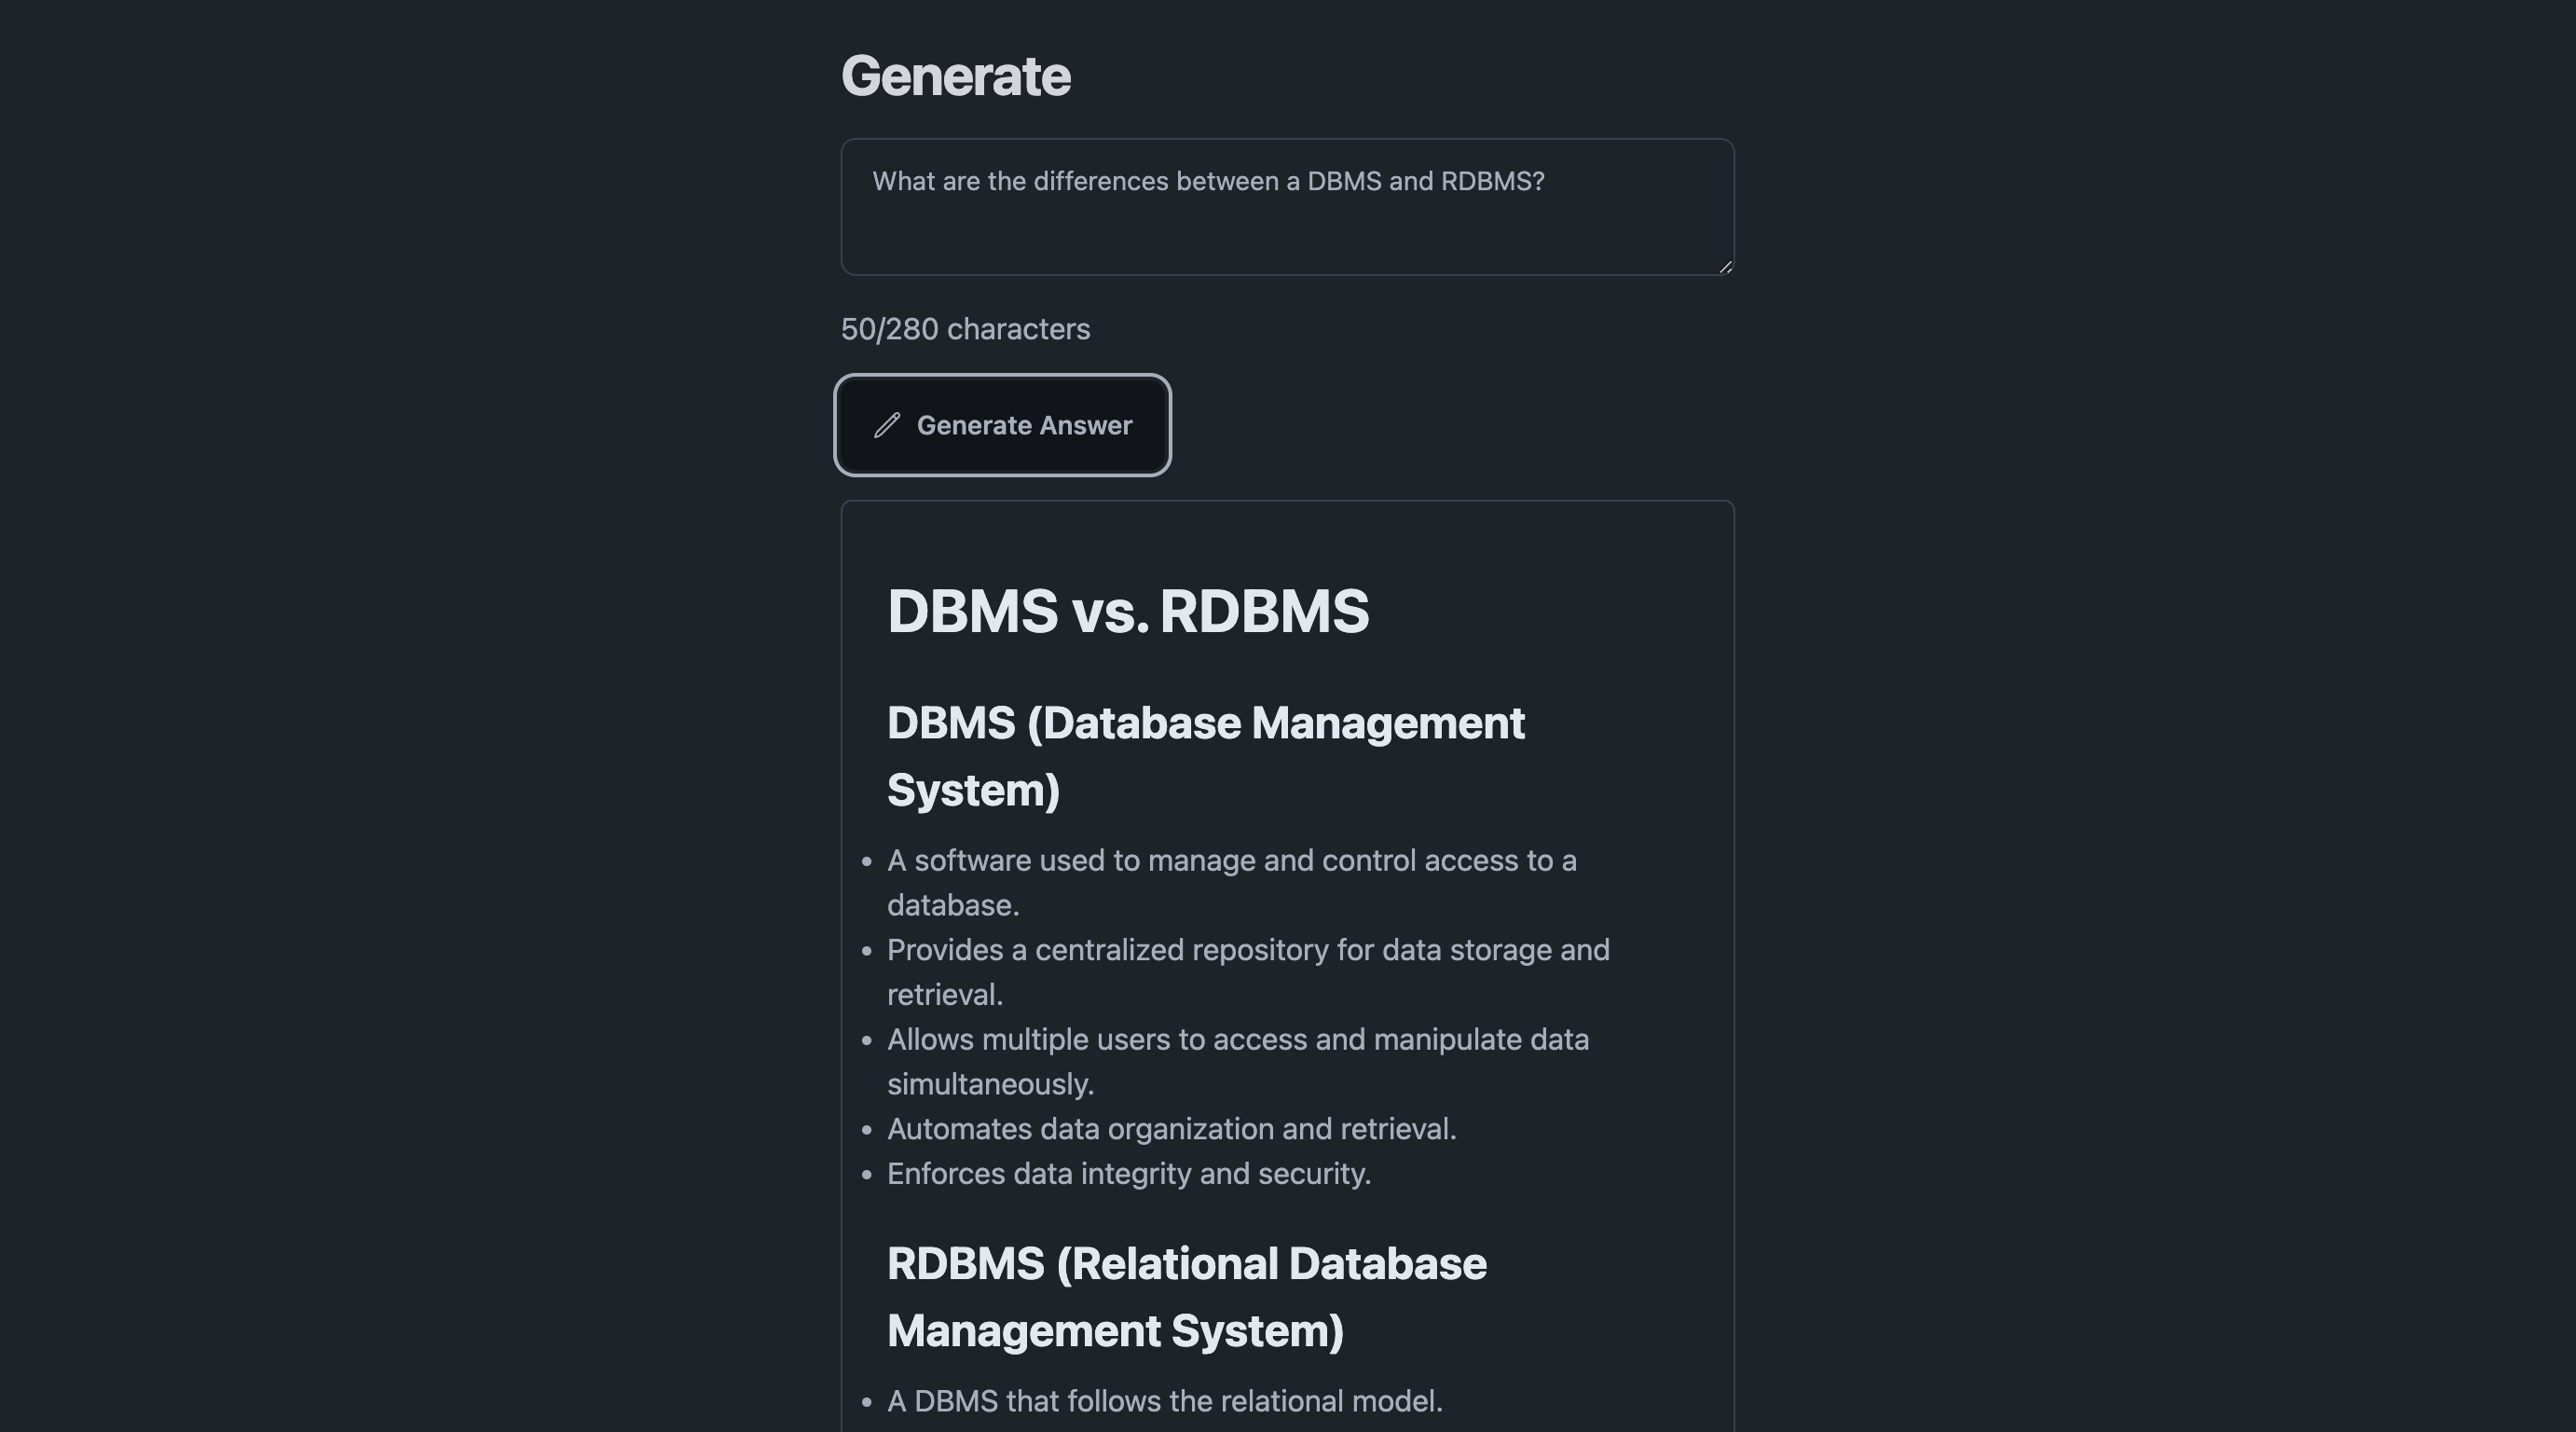 Generate
What are the differences between a DBMS and RDBMS?
50/280 characters
Generate Answer
DBMS vs. RDBMS
DBMS (Database Management
System)
• A software used to manage and control access to a
database.
• Provides a centralized repository for data storage and
retrieval.
• Allows multiple users to access and manipulate data
simultaneously.
• Automates data organization and retrieval.
• Enforces data integrity and security.
RDBMS (Relational Database
Management System)
• A DBMS that follows the relational model.